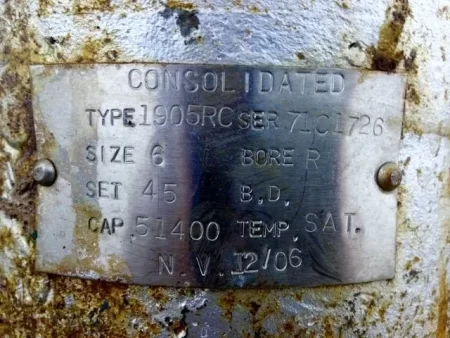 CONSOLIDATED
TYPE 1905RC SER 71C1726
SIZE 6 BORE R
SET 45 B.D.
CAP. 51400 TEMP. SAT.
N.V. 12/06